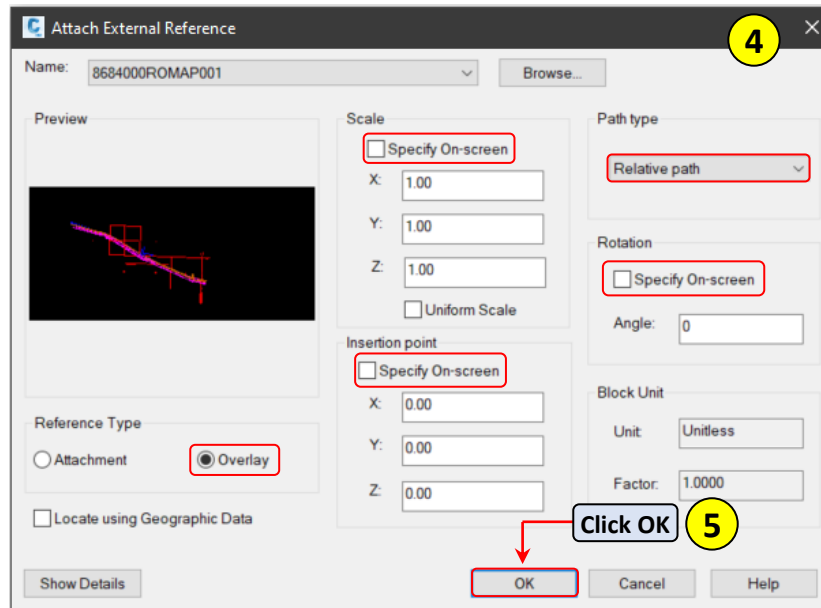 Attach External Reference
4
Name: 8684000ROMAP001 Browse...
Preview
Scale
Specify On-screen
X: 1.00
Y: 1.00
Z: 1.00
Uniform Scale
Path type
Relative path
Rotation
Specify On-screen
Angle: 0
Insertion point
Specify On-screen
X: 0.00
Y: 0.00
Z: 0.00
Block Unit
Unit: Unitless
Factor: 1.0000
Reference Type
Attachment Overlay
Locate using Geographic Data
Click OK 5
Show Details OK Cancel Help